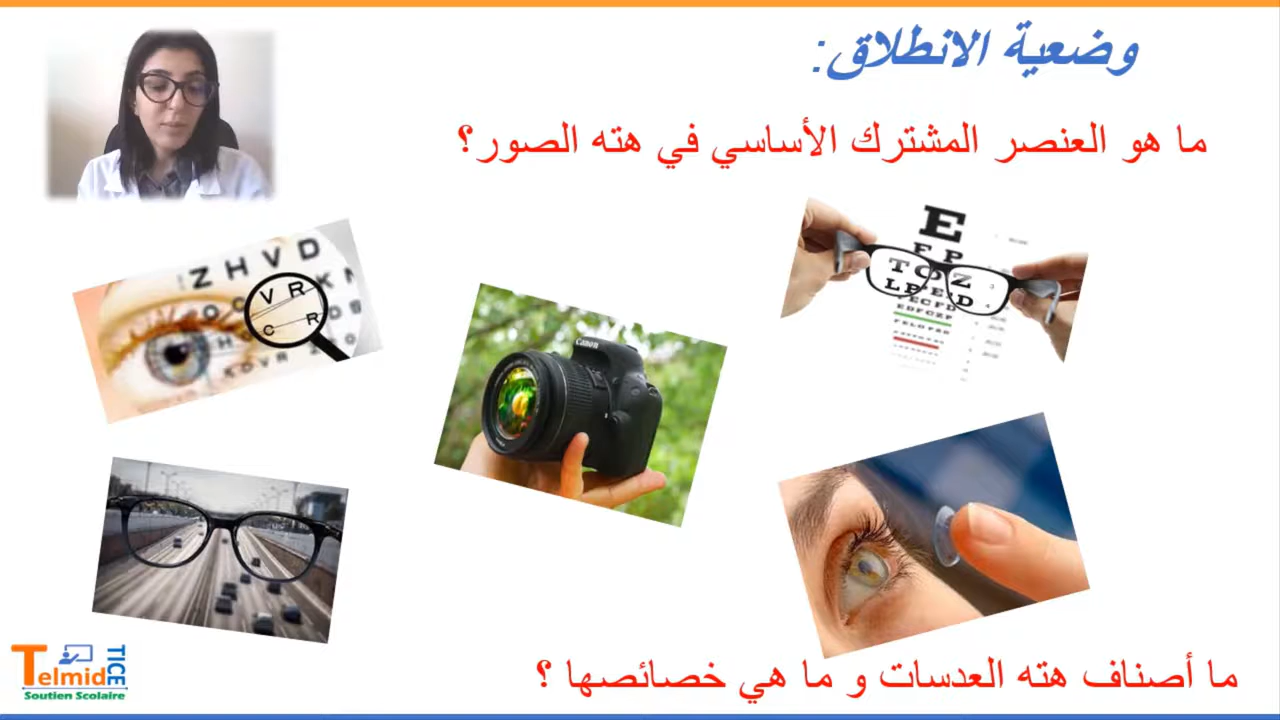 وضعية الانطلاق:
ما هو العنصر المشترك الأساسي في هته الصور؟
Z H V D
V R
C R
Canon
E
F P
T O Z
L P E D
P E C F D
E D F C Z P
F E L O P Z D
ما أصناف هته العدسات و ما هي خصائصها ؟
Telmid TICE
Soutien Scolaire